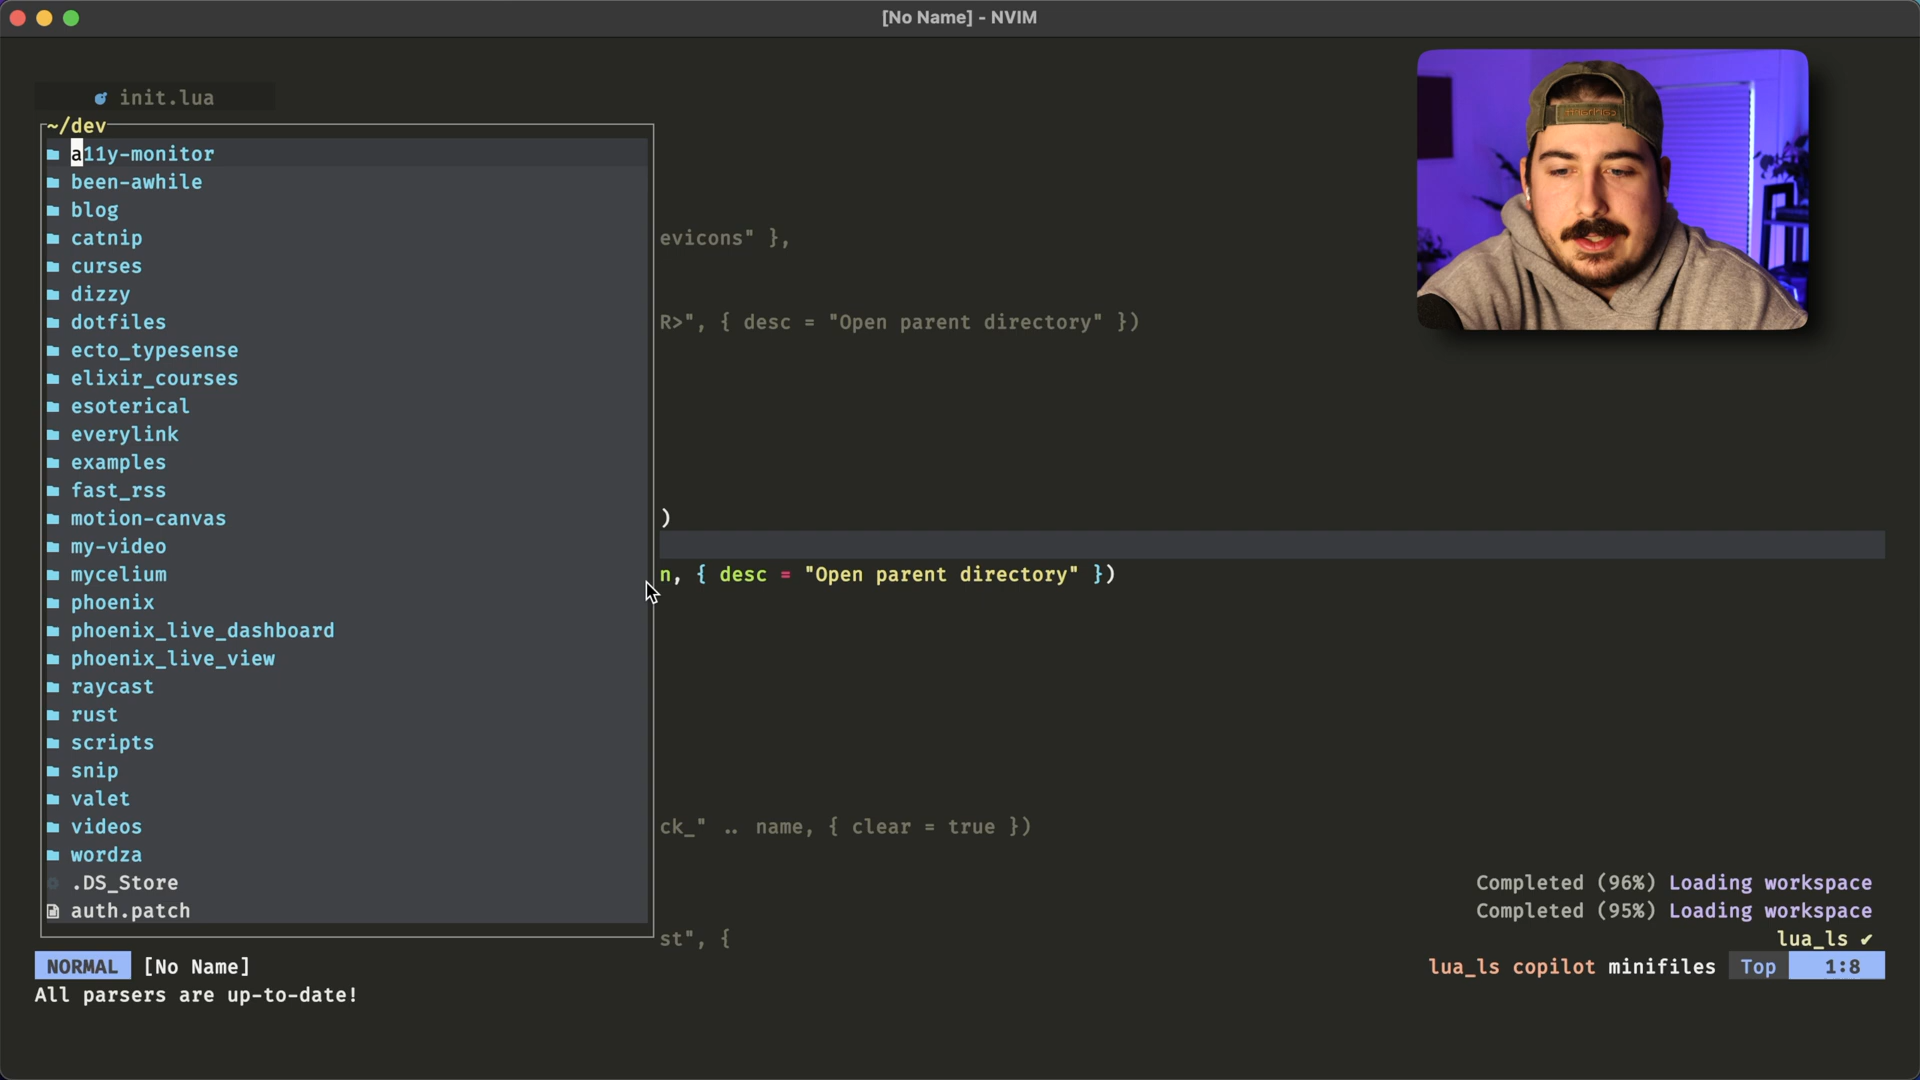 [No Name] - NVIM
init.lua
~/dev
a11y-monitor
been-awhile
blog
catnip
evicons" },
curses
dizzy
dotfiles
R>", { desc = "Open parent directory" })
ecto_typesense
elixir_courses
esoterical
everylink
examples
fast_rss
motion-canvas
)
my-video
mycelium
n, { desc = "Open parent directory" })
phoenix
phoenix_live_dashboard
phoenix_live_view
raycast
rust
scripts
snip
valet
videos
ck_" .. name, { clear = true })
wordza
.DS_Store
Completed (96%) Loading workspace
auth.patch
Completed (95%) Loading workspace
st", {
lua_ls ✔
NORMAL [No Name]
lua_ls copilot minifiles Top 1:8
All parsers are up-to-date!